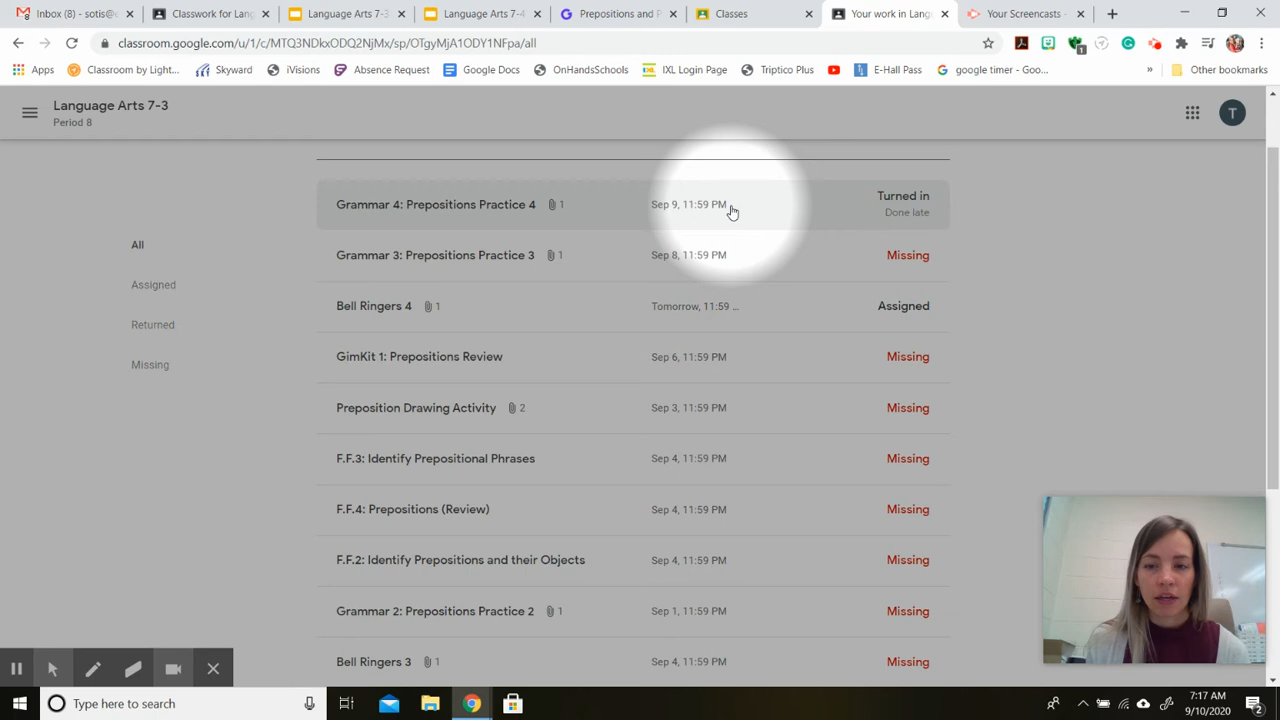 Inbox (8) - sotis@e
Classwork for Lang
Language Arts 7-3
Language Arts 7-4
Prepositions and P
Classes
Your work in Lang
Your Screencasts -
classroom.google.com/u/1/c/
Apps
Classroom by Light...
Skyward
iVisions
Absence Request
Google Docs
OnHandsSchools
IXL Login Page
Triptico Plus
E-Hall Pass
google timer - Goo...
»
Other bookmarks
Language Arts 7-3
Period 8
T
Grammar 4: Prepositions Practice 4 1 Sep 9, 11:59 PM Turned in
Done late
All
Assigned
Returned
Missing
Grammar 3: Prepositions Practice 3 1 Sep 8, 11:59 PM Missing
Bell Ringers 4 1 Tomorrow, 11:59 ... Assigned
GimKit 1: Prepositions Review Sep 6, 11:59 PM Missing
Preposition Drawing Activity 2 Sep 3, 11:59 PM Missing
F.F.3: Identify Prepositional Phrases Sep 4, 11:59 PM Missing
F.F.4: Prepositions (Review) Sep 4, 11:59 PM Missing
F.F.2: Identify Prepositions and their Objects Sep 4, 11:59 PM Missing
Grammar 2: Prepositions Practice 2 1 Sep 1, 11:59 PM Missing
Bell Ringers 3 1 Sep 4, 11:59 PM Missing
Type here to search
7:17 AM
9/10/2020
2